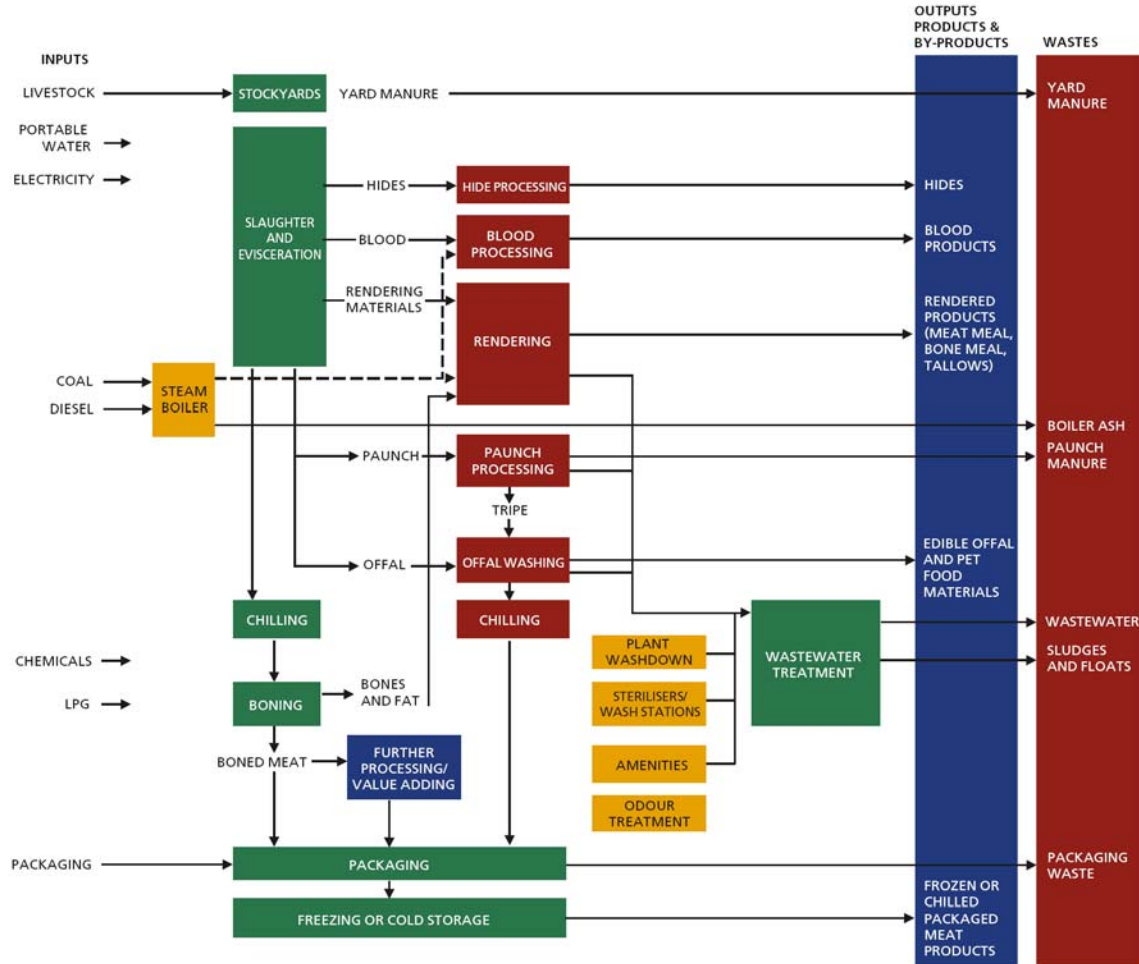 OUTPUTS
PRODUCTS &
BY-PRODUCTS
WASTES
INPUTS
LIVESTOCK
STOCKYARDS
YARD MANURE
YARD
MANURE
PORTABLE
WATER
ELECTRICITY
SLAUGHTER
AND
EVISCERATION
HIDES
HIDE PROCESSING
HIDES
BLOOD
BLOOD
PROCESSING
BLOOD
PRODUCTS
RENDERING
MATERIALS
RENDERING
RENDERED
PRODUCTS
(MEAT MEAL,
BONE MEAL,
TALLOWS)
COAL
DIESEL
STEAM
BOILER
BOILER ASH
PAUNCH
PAUNCH
PROCESSING
PAUNCH
MANURE
TRIPE
OFFAL
OFFAL WASHING
EDIBLE OFFAL
AND PET
FOOD
MATERIALS
CHILLING
CHILLING
WASTEWATER
TREATMENT
WASTEWATER
SLUDGES
AND FLOATS
PLANT
WASHDOWN
CHEMICALS
LPG
BONING
BONES
AND FAT
STERILISERS/
WASH STATIONS
BONED MEAT
FURTHER
PROCESSING/
VALUE ADDING
AMENITIES
ODOUR
TREATMENT
PACKAGING
PACKAGING
PACKAGING
WASTE
FREEZING OR COLD STORAGE
FROZEN OR
CHILLED
PACKAGED
MEAT
PRODUCTS